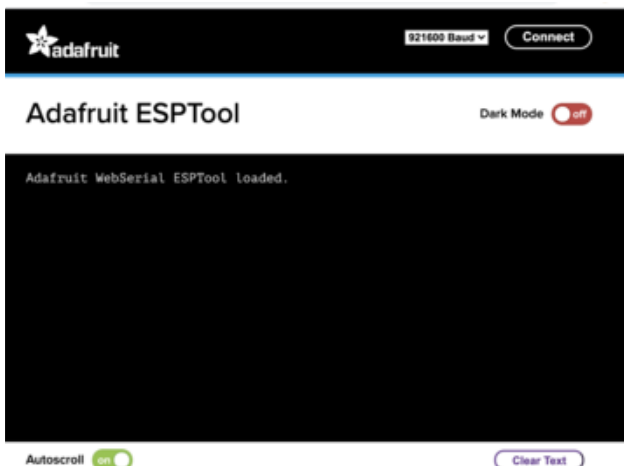 adafruit
921600 Baud
Connect
Adafruit ESPTool
Dark Mode off
Adafruit WebSerial ESPTool loaded.
Autoscroll on
Clear Text